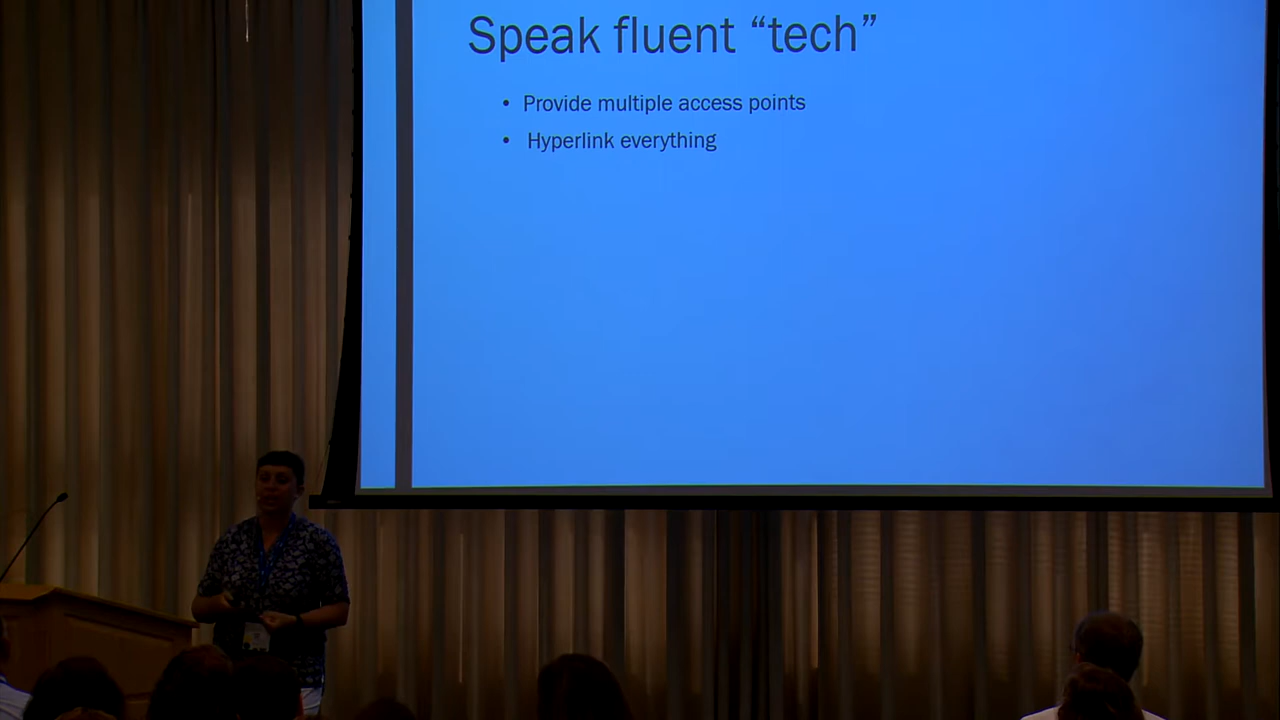 Speak fluent “tech”
• Provide multiple access points
• Hyperlink everything